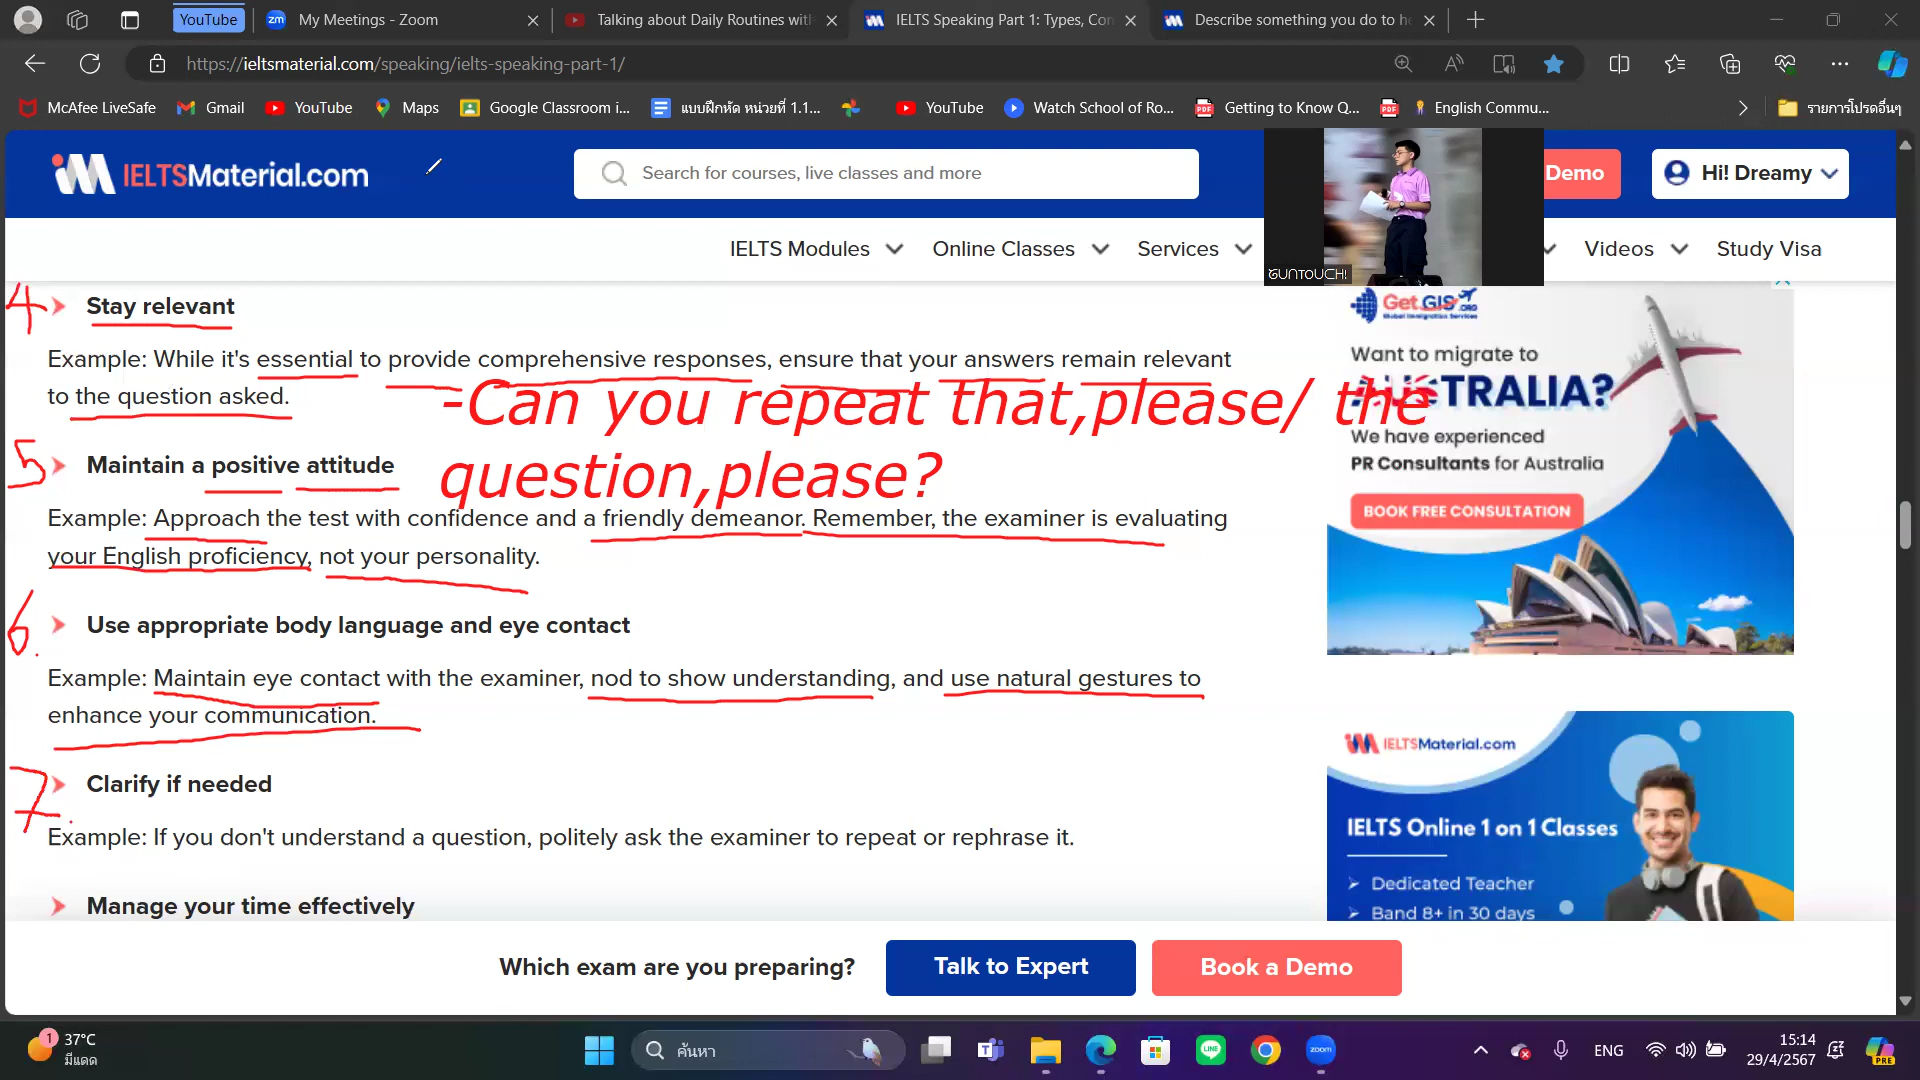 YouTube
My Meetings - Zoom
Talking about Daily Routines with
IELTS Speaking Part 1: Types, Con
Describe something you do to he
https://ieltsmaterial.com/speaking/ielts-speaking-part-1/
McAfee LiveSafe
Gmail
YouTube
Maps
Google Classroom i...
แบบฝึกหัด หน่วยที่ 1.1...
YouTube
Watch School of Ro...
Getting to Know Q...
English Commu...
รายการโปรดอื่นๆ
IELTSMaterial.com
Search for courses, live classes and more
Demo
Hi! Dreamy
IELTS Modules
Online Classes
Services
Videos
Study Visa
GUNTOUCH!
4 Stay relevant
Example: While it's essential to provide comprehensive responses, ensure that your answers remain relevant
to the question asked.
-Can you repeat that,please/ the
question,please?
5 Maintain a positive attitude
Example: Approach the test with confidence and a friendly demeanor. Remember, the examiner is evaluating
your English proficiency, not your personality.
6. Use appropriate body language and eye contact
Example: Maintain eye contact with the examiner, nod to show understanding, and use natural gestures to
enhance your communication.
7. Clarify if needed
Example: If you don't understand a question, politely ask the examiner to repeat or rephrase it.
Manage your time effectively
GetGIS.ORG
Global Immigration Services
Want to migrate to
AUSTRALIA?
We have experienced
PR Consultants for Australia
BOOK FREE CONSULTATION
IELTSMaterial.com
IELTS Online 1 on 1 Classes
Dedicated Teacher
Band 8+ in 30 days
Which exam are you preparing?
Talk to Expert
Book a Demo
1
37°C
มีแดด
ค้นหา
LINE
zoom
ENG
15:14
29/4/2567
PRE